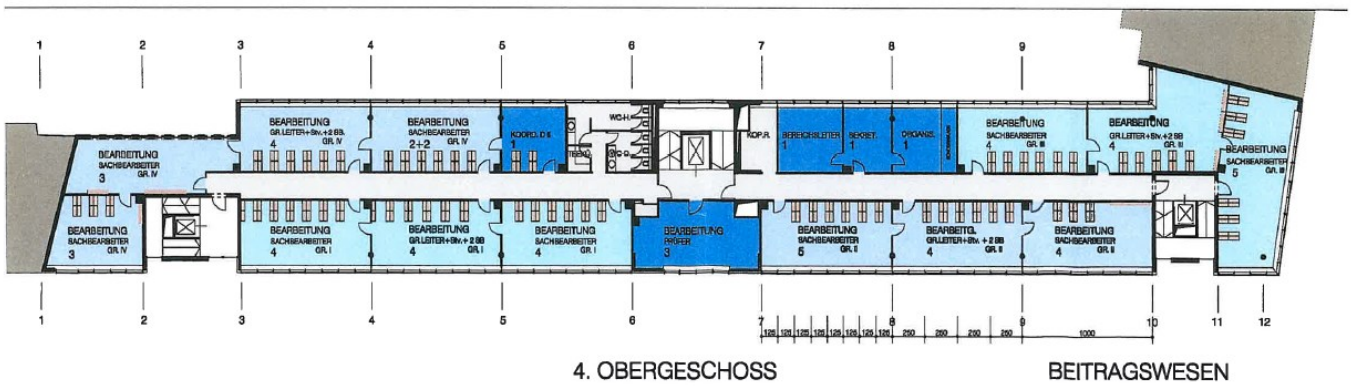 1 2 3 4 5 6 7 8 9
BEARBEITUNG
GR.LEITER+Stv.+2 SB.
4 GR. IV
BEARBEITUNG
SACHBEARBEITER
2+2 GR. IV
1
WC-H.
KOP.R.
BEREICHSLEITER
1
SEKRET.
1
ORGANIS.
1
BEARBEITUNG
SACHBEARBEITER
4 GR. III
BEARBEITUNG
GR.LEITER+Stv.+2 SB
4 GR. III
BEARBEITUNG
SACHBEARBEITER
3 GR. IV
BEARBEITUNG
SACHBEARBEITER
5 GR. III
BEARBEITUNG
SACHBEARBEITER
3 GR. IV
BEARBEITUNG
SACHBEARBEITER
4 GR. I
BEARBEITUNG
GR.LEITER+Stv.+2 SB
4 GR. I
BEARBEITUNG
SACHBEARBEITER
4 GR. I
BEARBEITUNG
PRÜFER
3
BEARBEITUNG
SACHBEARBEITER
5 GR. II
BEARBEITG.
GR.LEITER+Stv.+2 SB
4 GR. II
BEARBEITUNG
SACHBEARBEITER
4 GR. II
1 2 3 4 5 6 7 8 9 10 11 12
125 125 125 125 125 125 125 125 250 250 250 250 1000
4. OBERGESCHOSS BEITRAGSWESEN